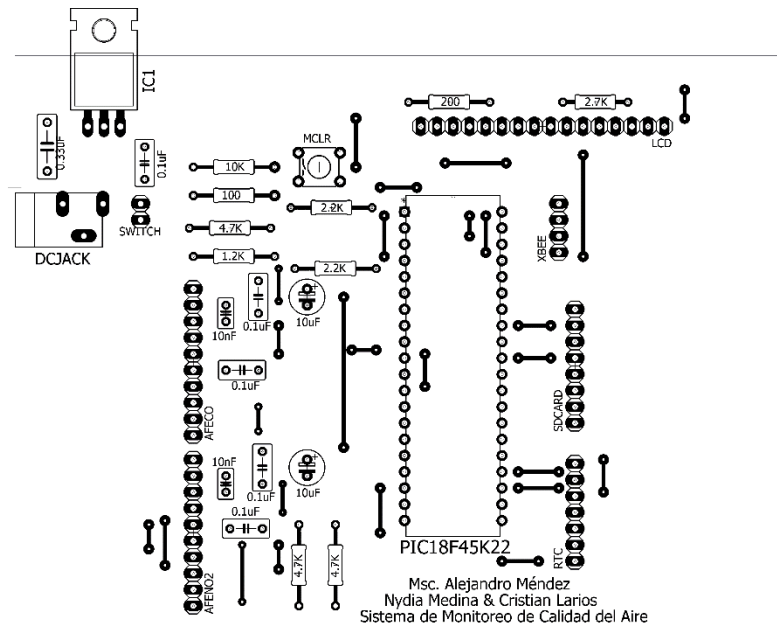 IC1
0.33uF
0.1uF
DCJACK
SWITCH
10K
100
4.7K
1.2K
MCLR
2.2K
2.2K
200
2.7K
LCD
XBEE
SDCARD
RTC
10nF
0.1uF
10uF
0.1uF
AFECO
10nF
0.1uF
10uF
0.1uF
AFENO2
4.7K
4.7K
PIC18F45K22
Msc. Alejandro Méndez
Nydia Medina & Cristian Larios
Sistema de Monitoreo de Calidad del Aire